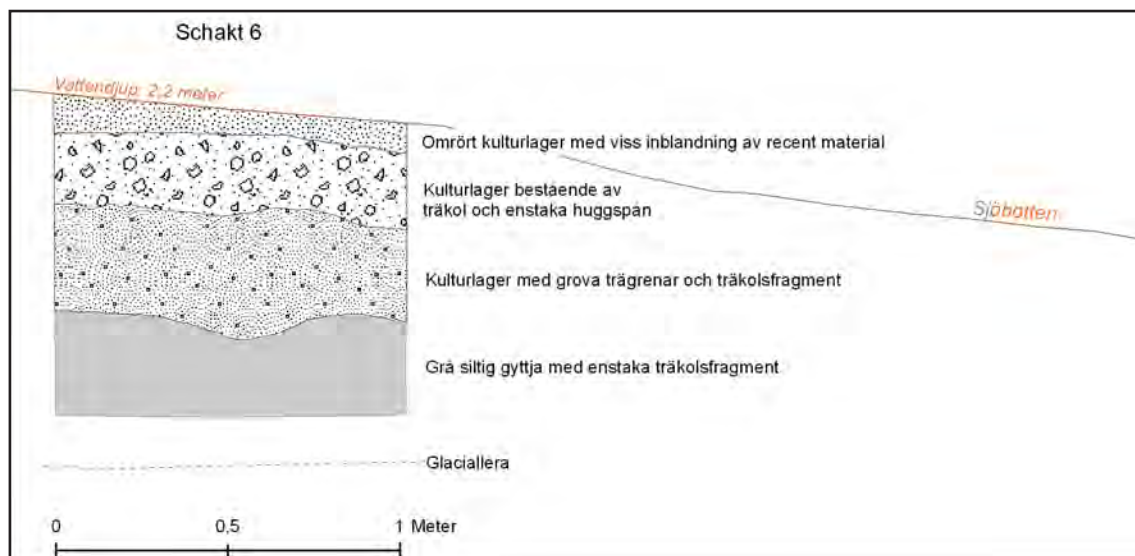 Schakt 6
Vattendjup: 2,2 meter
Omrört kulturlager med viss inblandning av recent material
Kulturlager bestående av
träkol och enstaka huggspån
Sjöbotten
Kulturlager med grova trägrenar och träkolsfragment
Grå siltig gyttja med enstaka träkolsfragment
Glaciallera
0 0,5 1 Meter